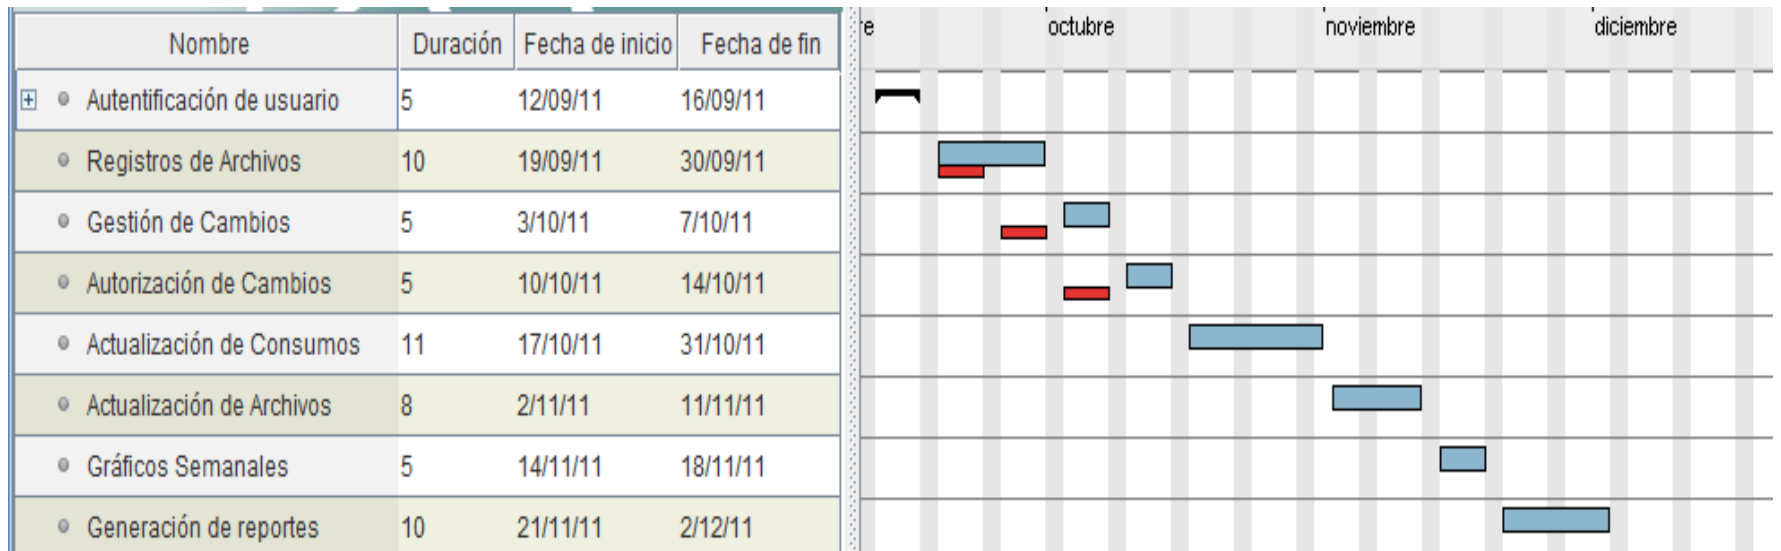 Nombre Duración Fecha de inicio Fecha de fin re octubre noviembre diciembre
Autentificación de usuario 5 12/09/11 16/09/11
Registros de Archivos 10 19/09/11 30/09/11
Gestión de Cambios 5 3/10/11 7/10/11
Autorización de Cambios 5 10/10/11 14/10/11
Actualización de Consumos 11 17/10/11 31/10/11
Actualización de Archivos 8 2/11/11 11/11/11
Gráficos Semanales 5 14/11/11 18/11/11
Generación de reportes 10 21/11/11 2/12/11